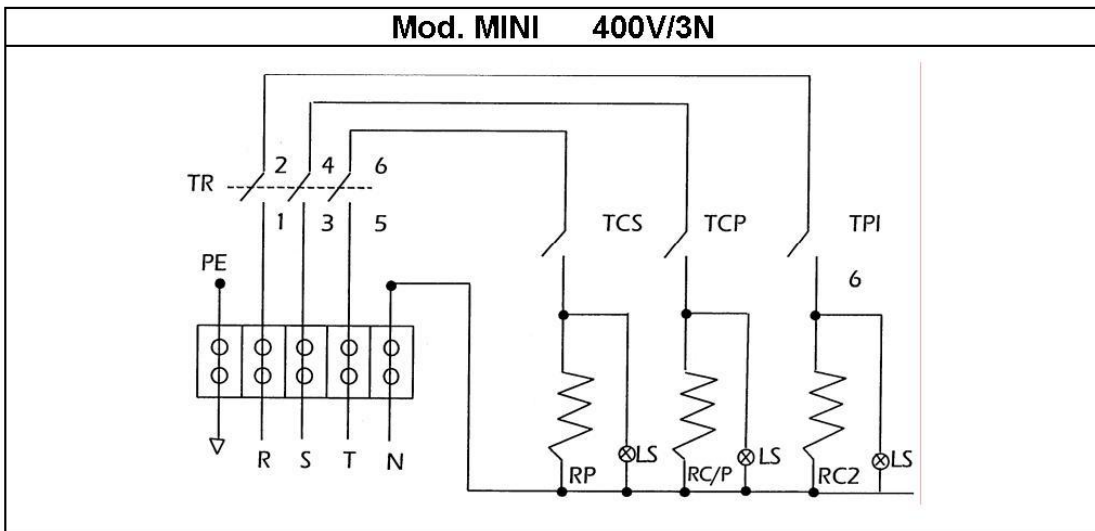 Mod. MINI 400V/3N
2 4 6
TR
1 3 5
TCS TCP TPI
6
PE
R S T N
RP LS RC/P LS RC2 LS